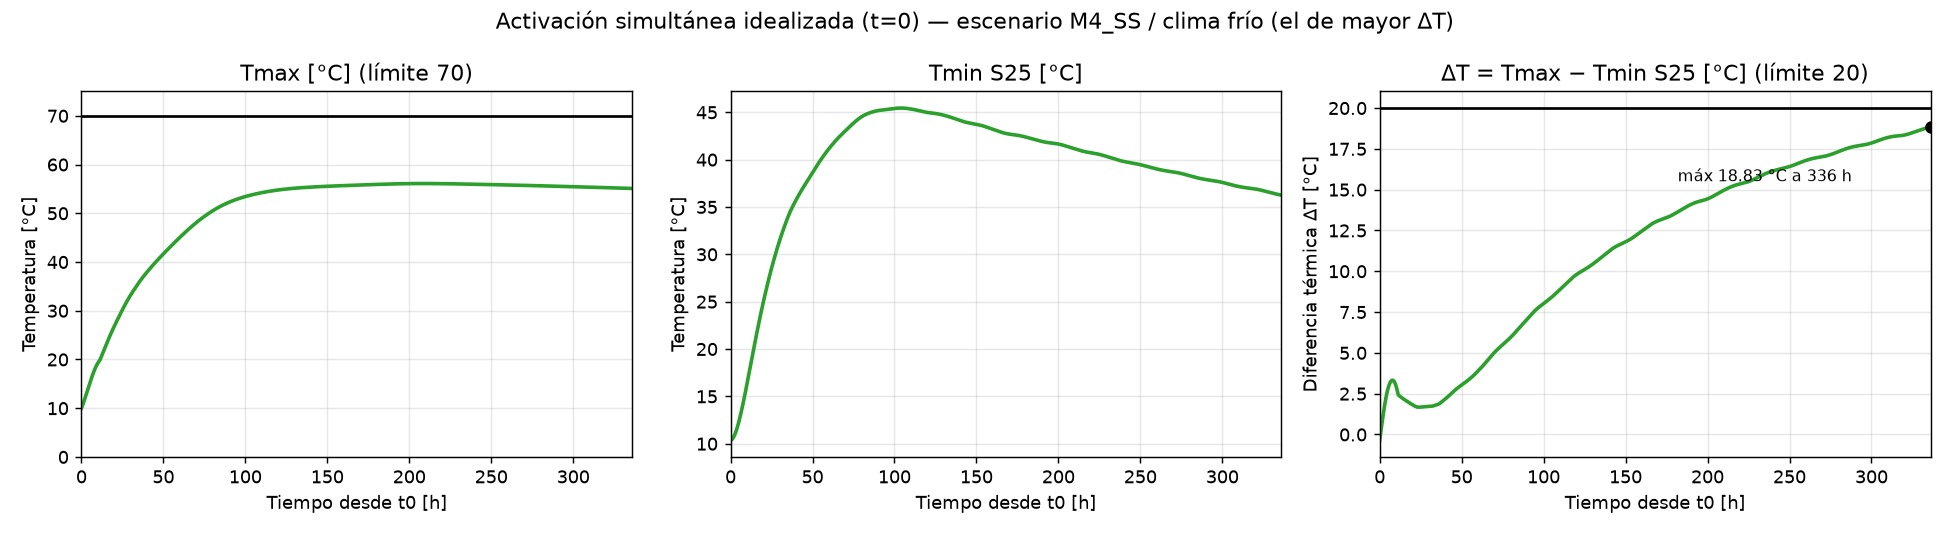 Activación simultánea idealizada (t=0) — escenario M4_SS / clima frío (el de mayor ΔT)
Tmax [°C] (límite 70)
Temperatura [°C]
70
60
50
40
30
20
10
0
0 50 100 150 200 250 300
Tiempo desde t0 [h]
Tmin S25 [°C]
Temperatura [°C]
45
40
35
30
25
20
15
10
0 50 100 150 200 250 300
Tiempo desde t0 [h]
ΔT = Tmax − Tmin S25 [°C] (límite 20)
Diferencia térmica ΔT [°C]
20.0
17.5
15.0
12.5
10.0
7.5
5.0
2.5
0.0
máx 18.83 °C a 336 h
0 50 100 150 200 250 300
Tiempo desde t0 [h]